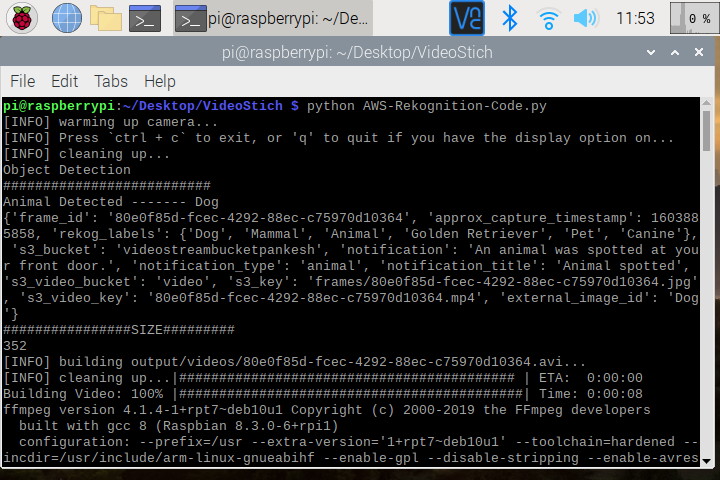 pi@raspberrypi: ~/De...
11:53
0 %
pi@raspberrypi: ~/Desktop/VideoStich
File Edit Tabs Help
pi@raspberrypi:~/Desktop/VideoStich $ python AWS-Rekognition-Code.py
[INFO] warming up camera...
[INFO] Press `ctrl + c` to exit, or 'q' to quit if you have the display option on...
[INFO] cleaning up...
Object Detection
##########################
Animal Detected ------- Dog
{'frame_id': '80e0f85d-fcec-4292-88ec-c75970d10364', 'approx_capture_timestamp': 160388
5858, 'rekog_labels': {'Dog', 'Mammal', 'Animal', 'Golden Retriever', 'Pet', 'Canine'},
 's3_bucket': 'videostreambucketpankesh', 'notification': 'An animal was spotted at you
r front door.', 'notification_type': 'animal', 'notification_title': 'Animal spotted',
's3_video_bucket': 'video', 's3_key': 'frames/80e0f85d-fcec-4292-88ec-c75970d10364.jpg'
, 's3_video_key': '80e0f85d-fcec-4292-88ec-c75970d10364.mp4', 'external_image_id': 'Dog
'}
################SIZE#########
352
[INFO] building output/videos/80e0f85d-fcec-4292-88ec-c75970d10364.avi...
[INFO] cleaning up...|########################################## | ETA:  0:00:00
Building Video: 100% |###########################################| Time: 0:00:08
ffmpeg version 4.1.4-1+rpt7~deb10u1 Copyright (c) 2000-2019 the FFmpeg developers
  built with gcc 8 (Raspbian 8.3.0-6+rpi1)
  configuration: --prefix=/usr --extra-version='1+rpt7~deb10u1' --toolchain=hardened --
incdir=/usr/include/arm-linux-gnueabihf --enable-gpl --disable-stripping --enable-avres